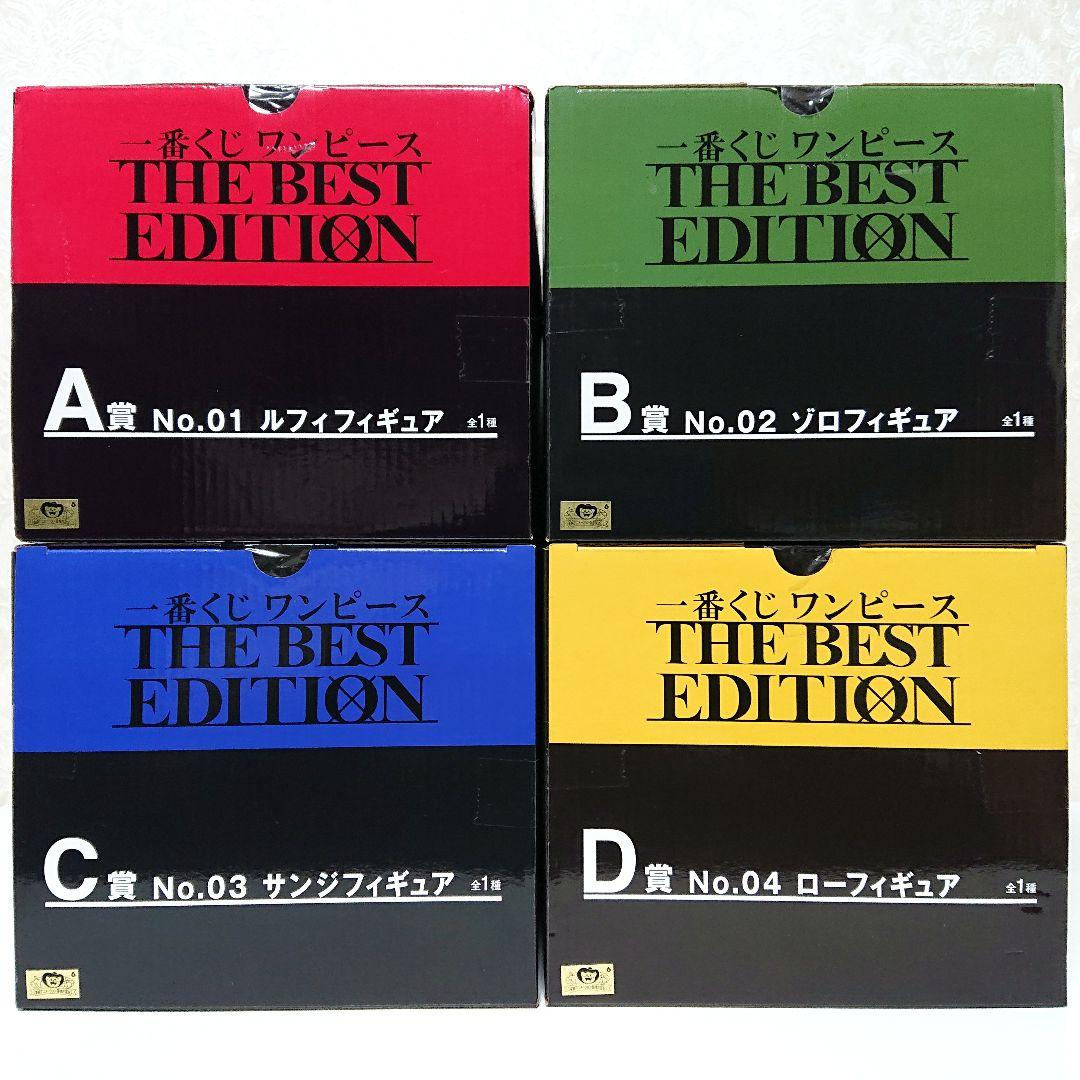 一番くじ ワンピース
THE BEST
EDITION
A賞 No.01 ルフィフィギュア 全1種
6
一番くじ ワンピース
THE BEST
EDITION
B賞 No.02 ゾロフィギュア 全1種
6
一番くじ ワンピース
THE BEST
EDITION
C賞 No.03 サンジフィギュア 全1種
6
一番くじ ワンピース
THE BEST
EDITION
D賞 No.04 ローフィギュア 全1種
6